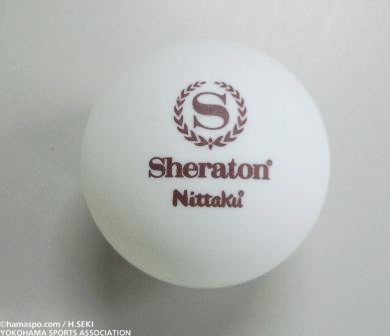 S
Sheraton®
Nittaku®
©hamaspo.com / H.SEKI
YOKOHAMA SPORTS ASSOCIATION